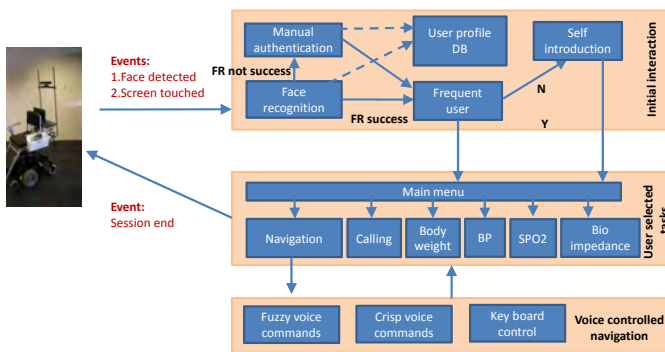 Events:
1.Face detected
2.Screen touched
Manual
authentication
User profile
DB
Self
introduction
FR not success
Face
recognition
FR success
Frequent
user
N
Y
Initial interaction
Event:
Session end
Main menu
Navigation
Calling
Body
weight
BP
SPO2
Bio
impedance
User selected
tasks
Fuzzy voice
commands
Crisp voice
commands
Key board
control
Voice controlled
navigation